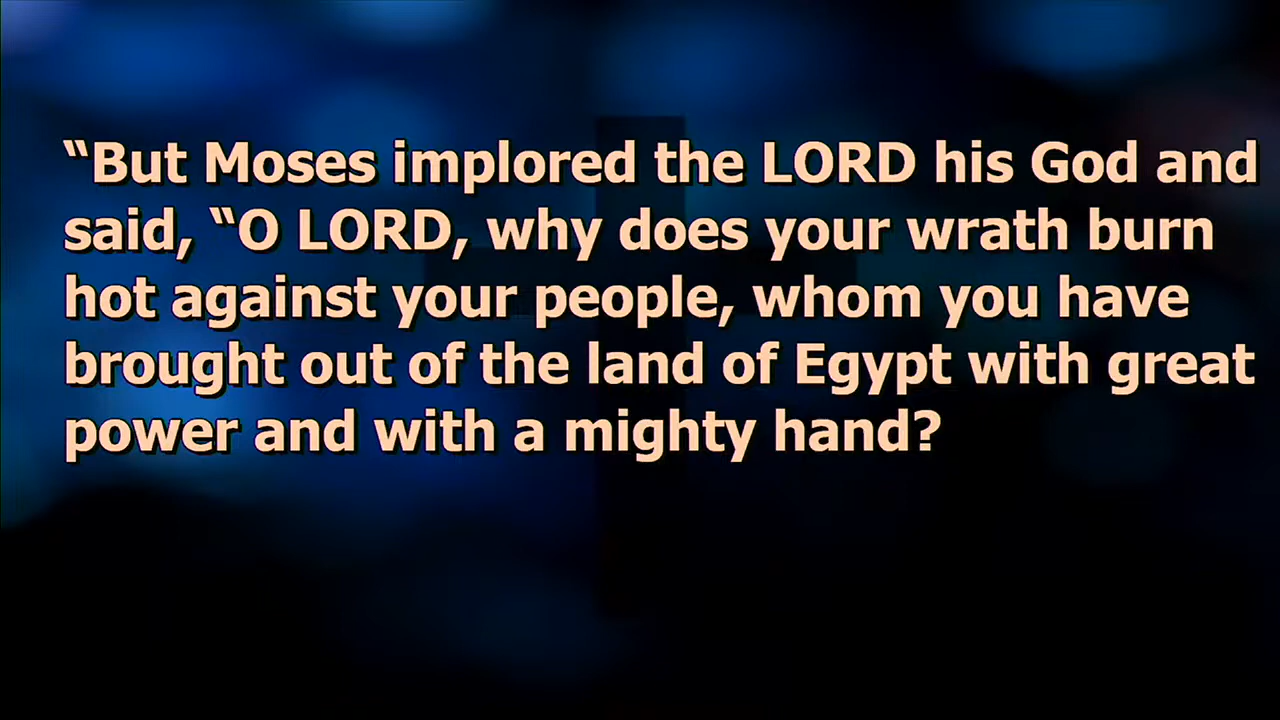 “But Moses implored the LORD his God and
said, “O LORD, why does your wrath burn
hot against your people, whom you have
brought out of the land of Egypt with great
power and with a mighty hand?